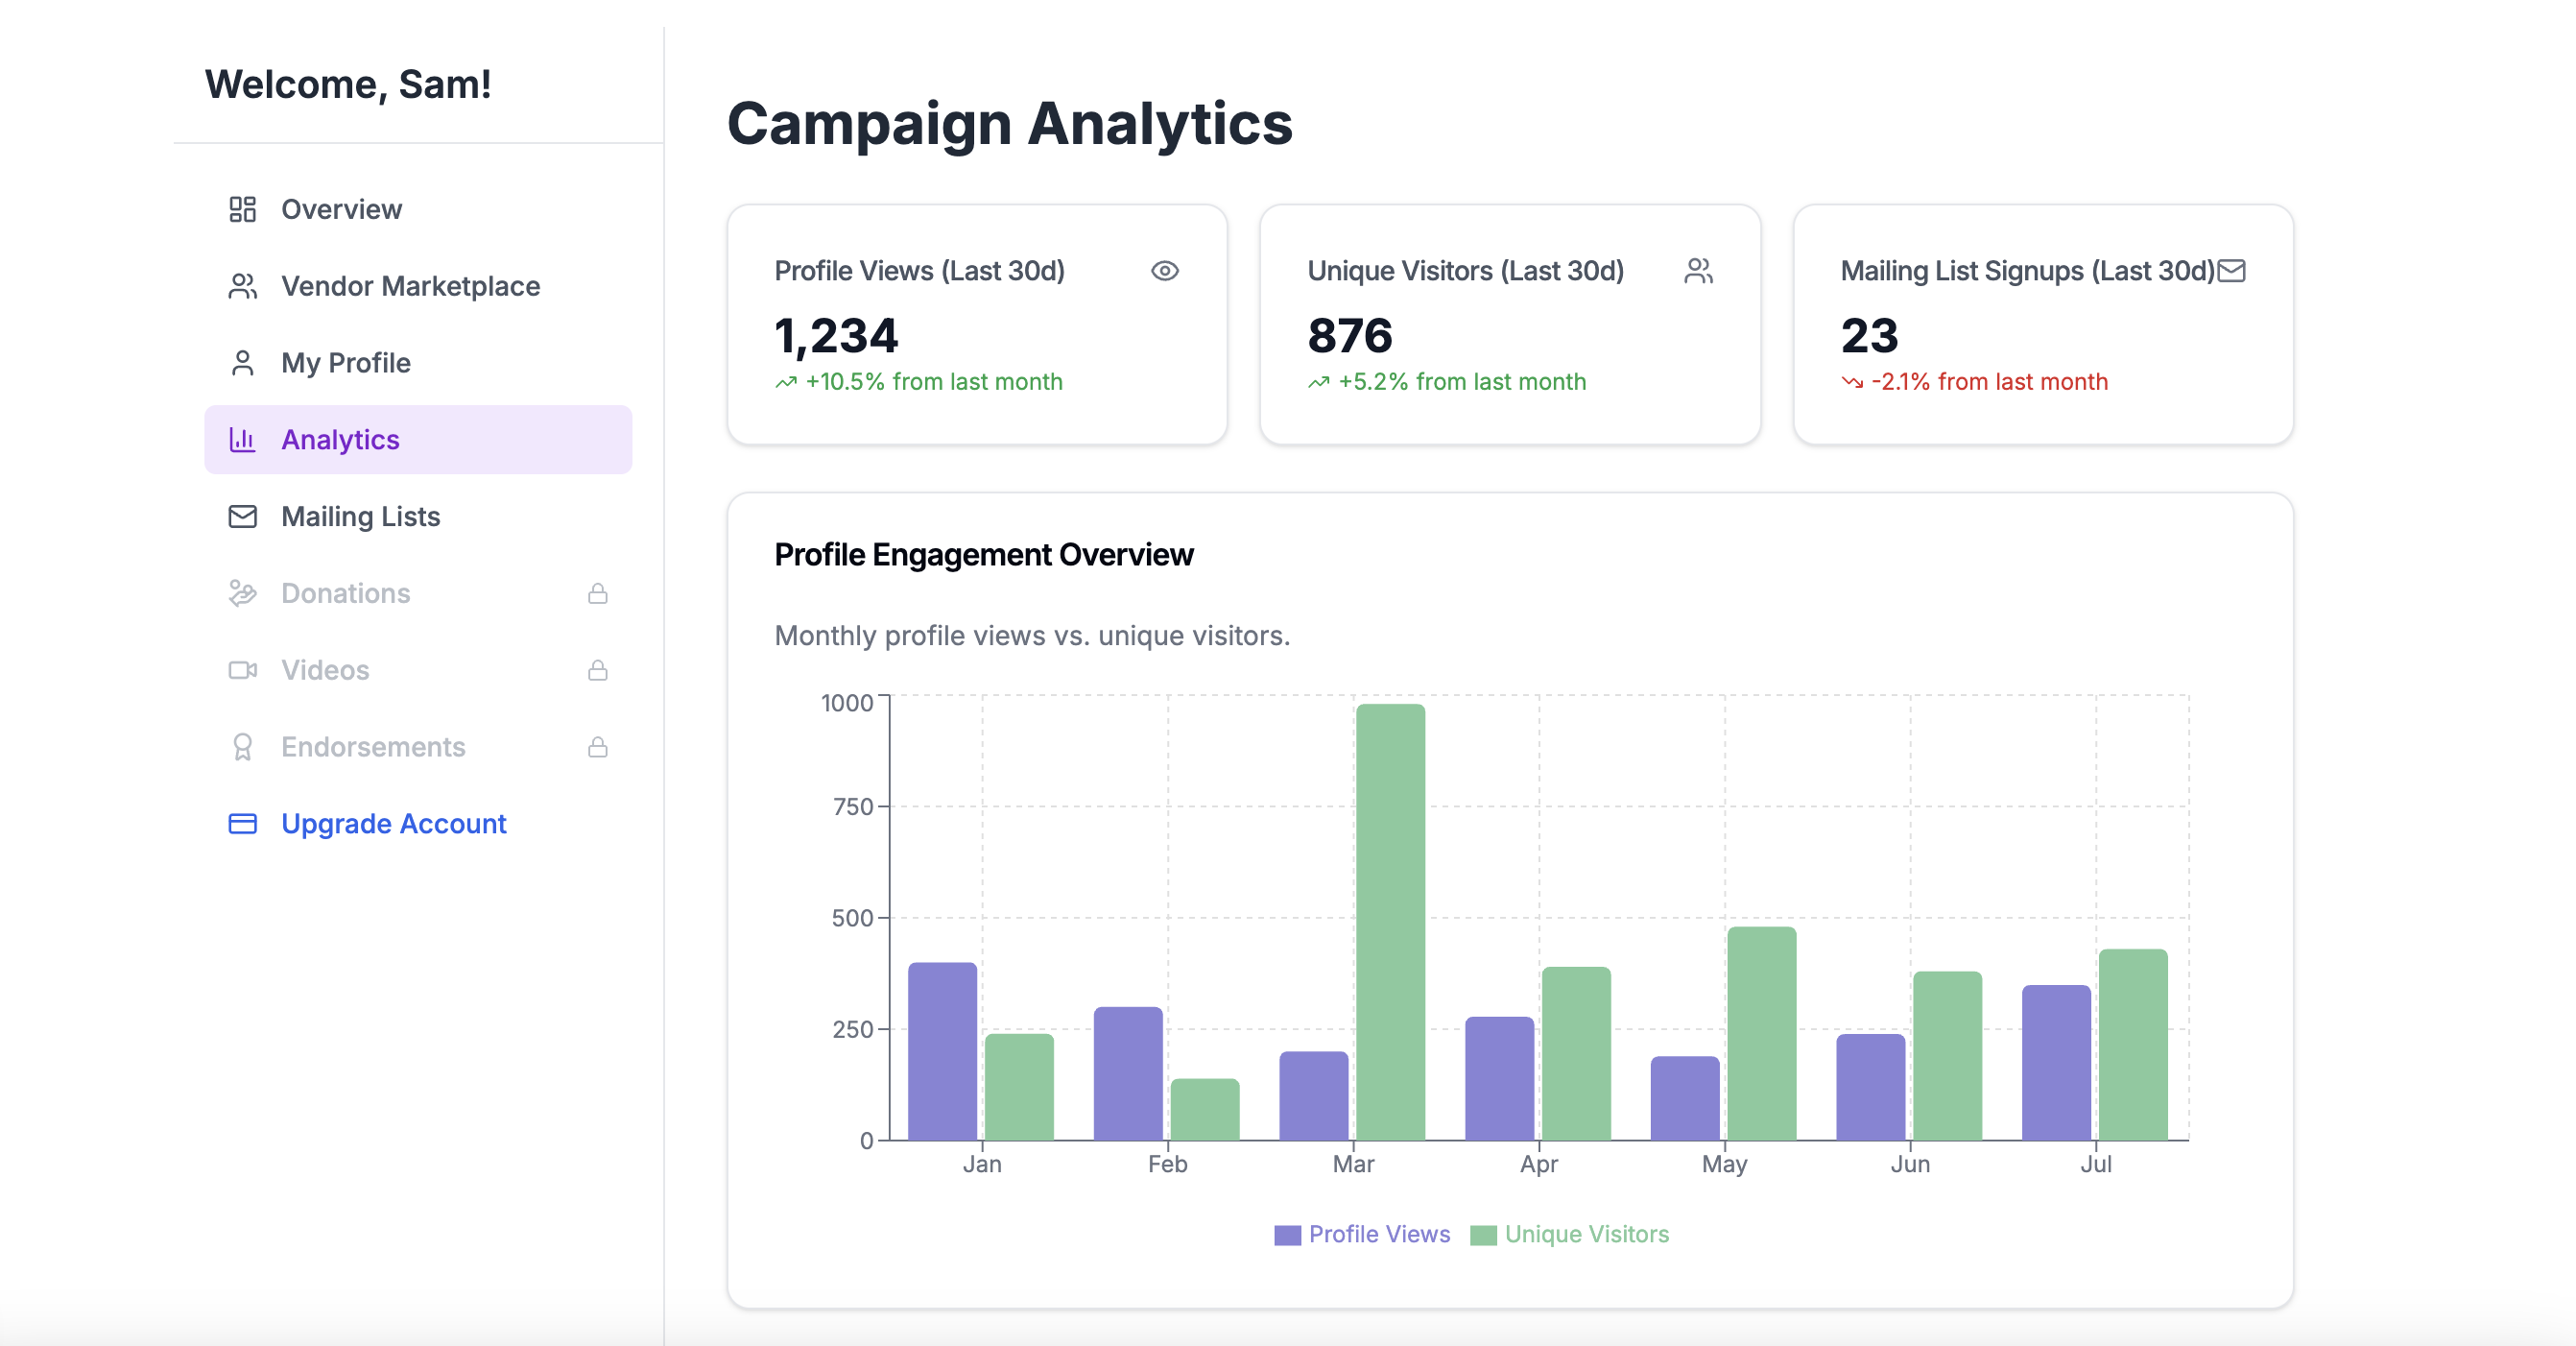 Welcome, Sam!
Overview
Vendor Marketplace
My Profile
Analytics
Mailing Lists
Donations
Videos
Endorsements
Upgrade Account
Campaign Analytics
Profile Views (Last 30d)
1,234
+10.5% from last month
Unique Visitors (Last 30d)
876
+5.2% from last month
Mailing List Signups (Last 30d)
23
-2.1% from last month
Profile Engagement Overview
Monthly profile views vs. unique visitors.
1000
750
500
250
0
Jan Feb Mar Apr May Jun Jul
Profile Views Unique Visitors